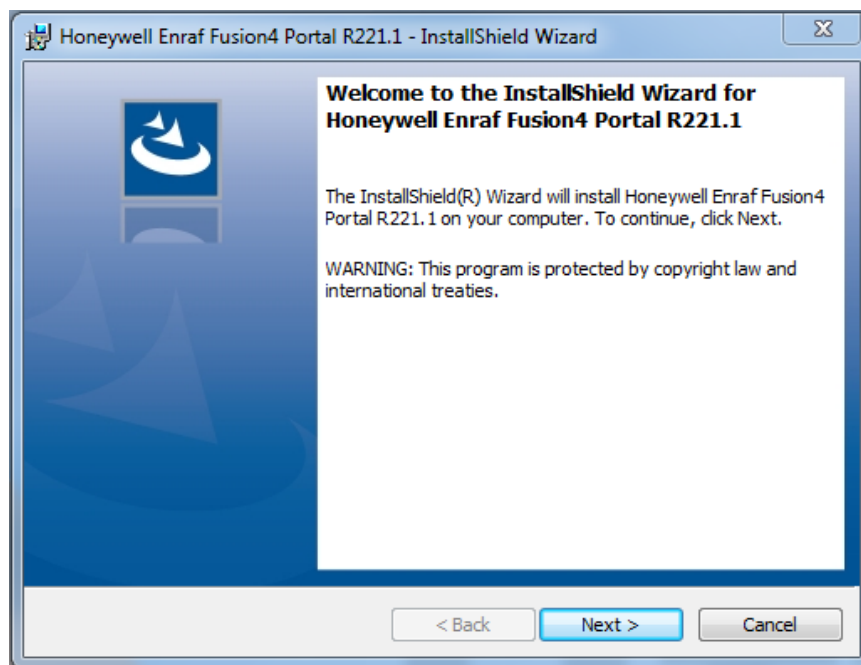 Honeywell Enraf Fusion4 Portal R221.1 - InstallShield Wizard
Welcome to the InstallShield Wizard for
Honeywell Enraf Fusion4 Portal R221.1
The InstallShield(R) Wizard will install Honeywell Enraf Fusion4
Portal R221.1 on your computer. To continue, click Next.
WARNING: This program is protected by copyright law and
international treaties.
< Back
Next >
Cancel